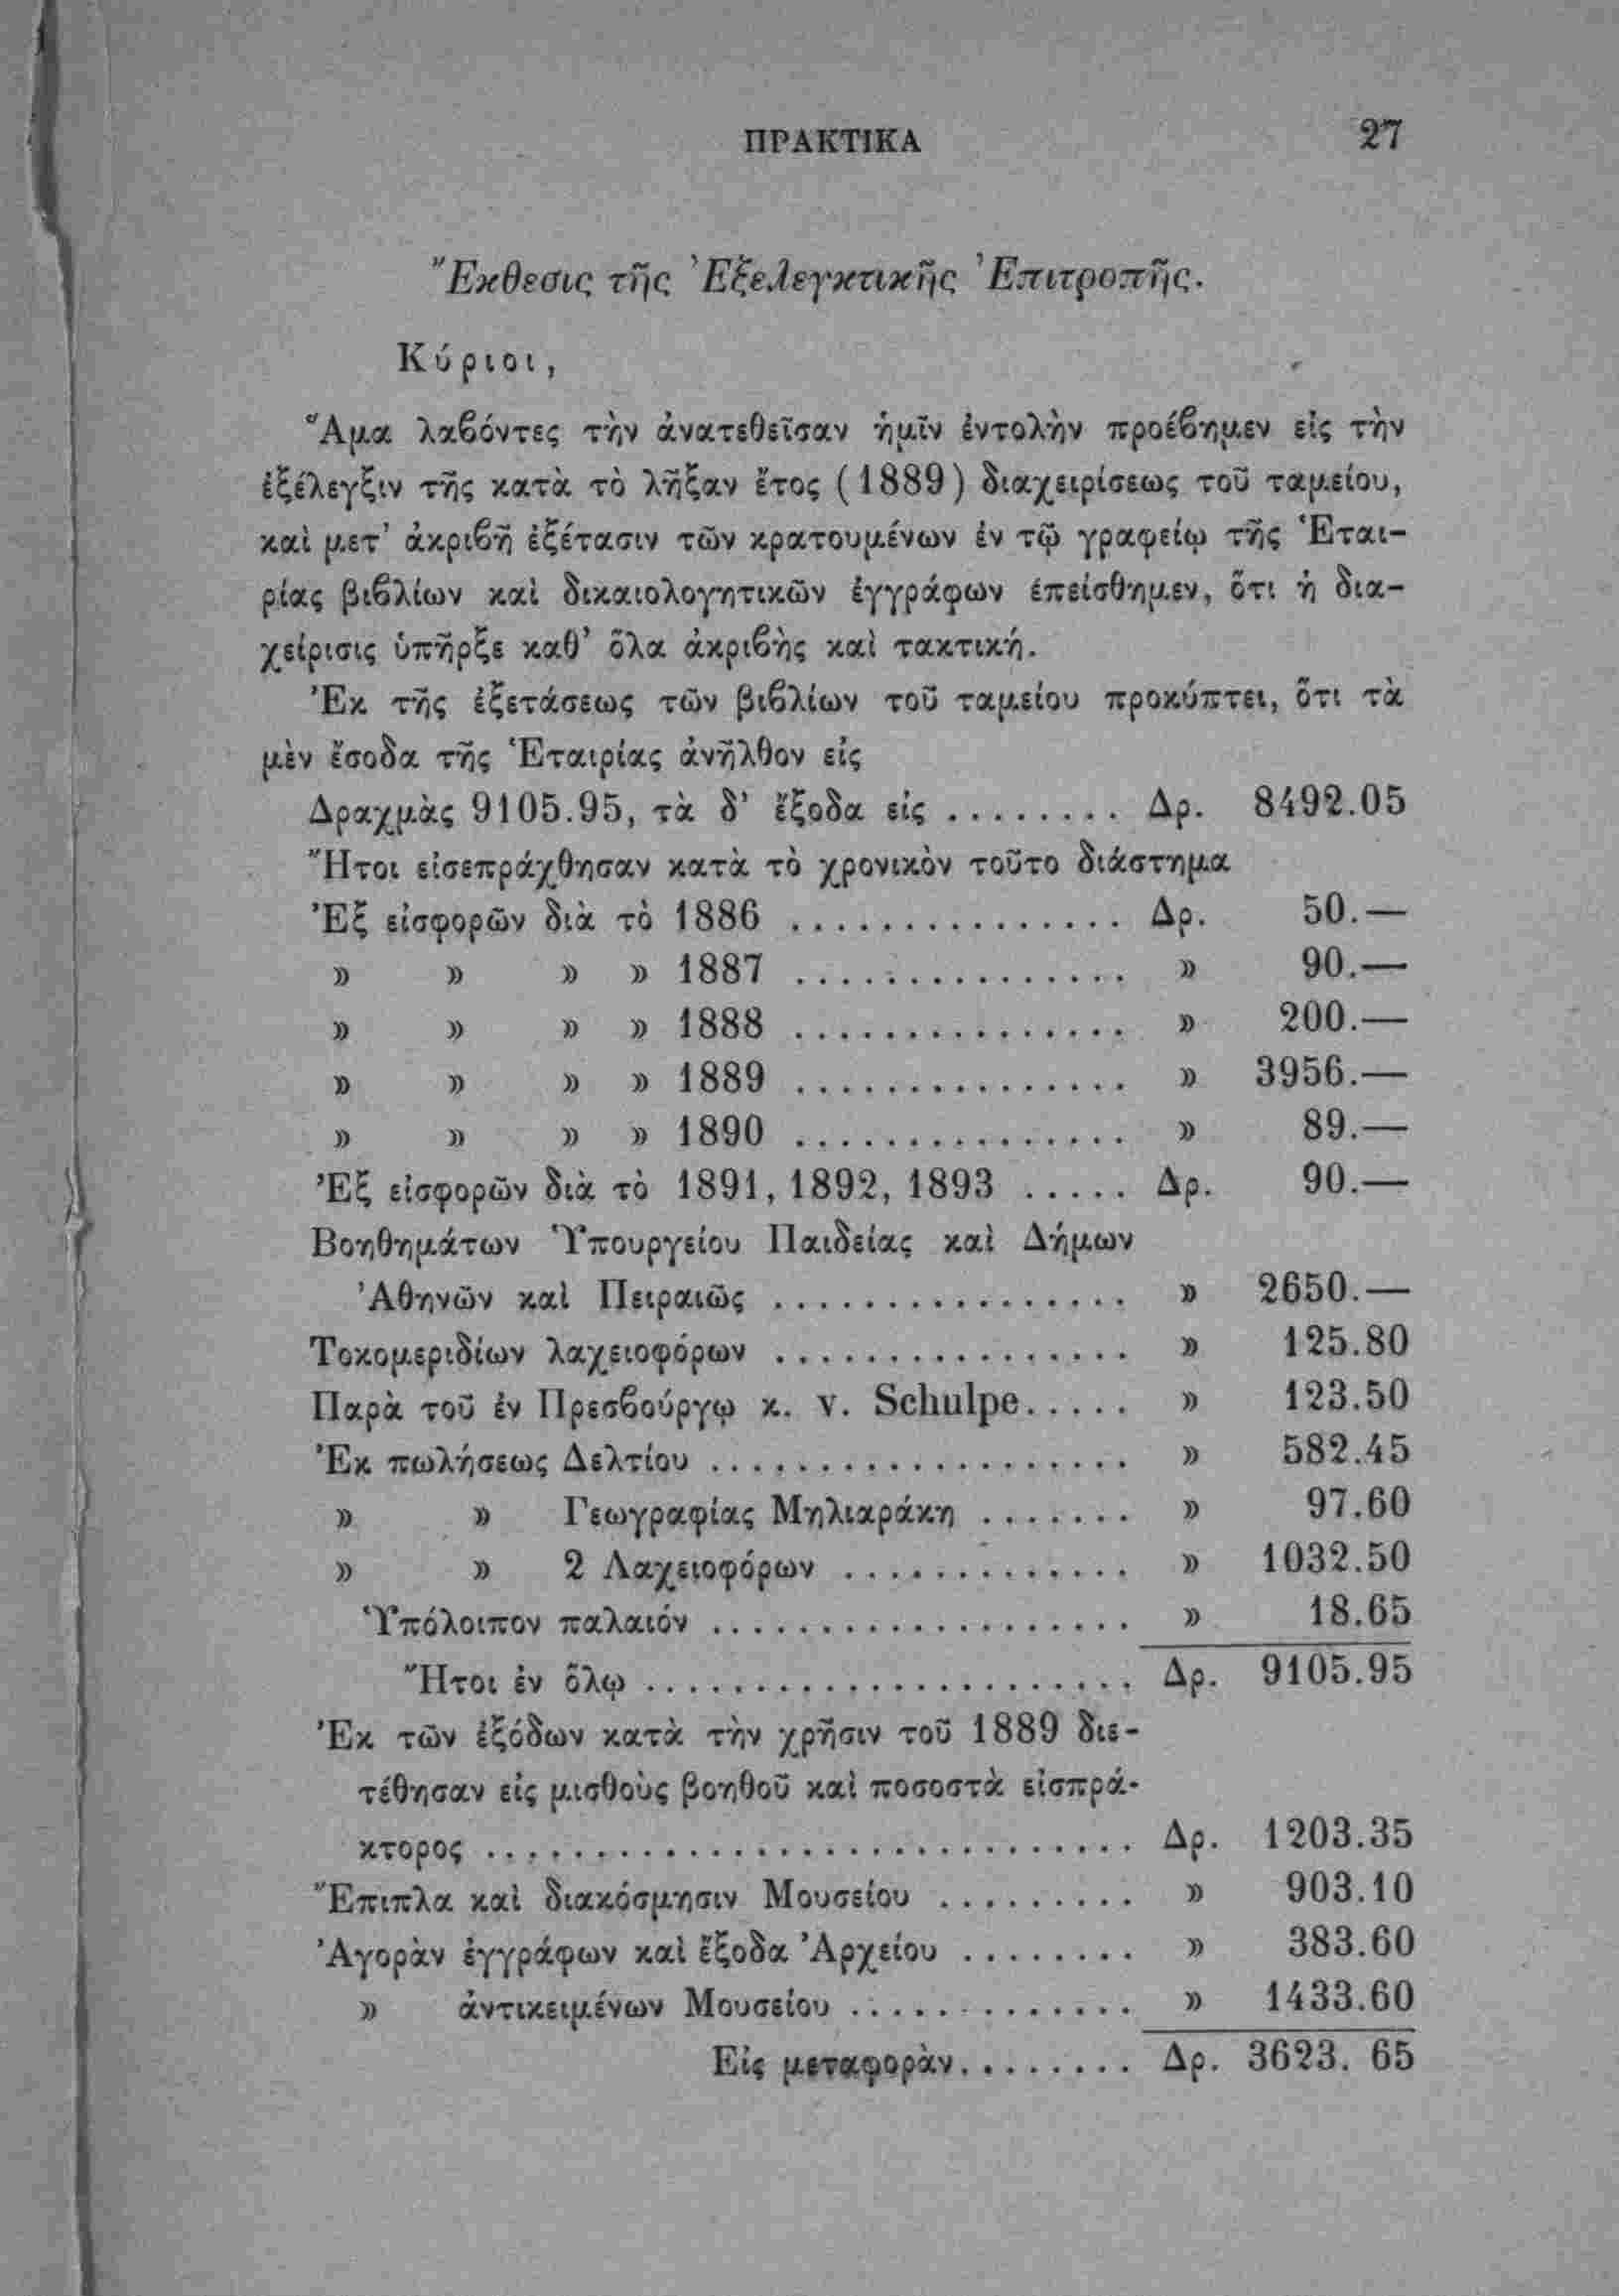 ΠΡΑΚΤΙΚΑ 27
Ἔκθεσις τῆς Ἐξελεγκτικῆς Ἐπιτροπῆς.
Κύριοι,
Ἅμα λαβόντες τὴν ἀνατεθεῖσαν ἡμῖν ἐντολὴν προέβημεν εἰς τὴν
ἐξέλεγξιν τῆς κατὰ τὸ λῆξαν ἔτος (1889) διαχειρίσεως τοῦ ταμείου,
καὶ μετ’ ἀκριβῆ ἐξέτασιν τῶν κρατουμένων ἐν τῷ γραφείῳ τῆς Ἑται-
ρίας βιβλίων καὶ δικαιολογητικῶν ἐγγράφων ἐπείσθημεν, ὅτι ἡ δια-
χείρισις ὑπῆρξε καθ’ ὅλα ἀκριβὴς καὶ τακτική.
Ἐκ τῆς ἐξετάσεως τῶν βιβλίων τοῦ ταμείου προκύπτει, ὅτι τὰ
μὲν ἔσοδα τῆς Ἑταιρίας ἀνῆλθον εἰς
Δραχμὰς 9105.95, τὰ δ’ ἔξοδα εἰς ........ Δρ. 8492.05
Ἤτοι εἰσεπράχθησαν κατὰ τὸ χρονικὸν τοῦτο διάστημα
Ἐξ εἰσφορῶν διὰ τὸ 1886 ............... Δρ. 50.—
» » » » 1887 ............... » 90.—
» » » » 1888 ............... » 200.—
» » » » 1889 ............... » 3956.—
» » » » 1890 ............... » 89.—
Ἐξ εἰσφορῶν διὰ τὸ 1891, 1892, 1893 ..... Δρ. 90.—
Βοηθημάτων Ὑπουργείου Παιδείας καὶ Δήμων
Ἀθηνῶν καὶ Πειραιῶς ................ » 2650.—
Τοκομεριδίων λαχειοφόρων ................ » 125.80
Παρὰ τοῦ ἐν Πρεσβούργῳ κ. v. Schulpe..... » 123.50
Ἐκ πωλήσεως Δελτίου ................... » 582.45
» » Γεωγραφίας Μηλιαράκη ....... » 97.60
» » 2 Λαχειοφόρων ............. » 1032.50
Ὑπόλοιπον παλαιόν ................... » 18.65
Ἤτοι ἐν ὅλῳ ...................... Δρ. 9105.95
Ἐκ τῶν ἐξόδων κατὰ τὴν χρῆσιν τοῦ 1889 διε-
τέθησαν εἰς μισθοὺς βοηθοῦ καὶ ποσοστὰ εἰσπρά-
κτορος ............................. Δρ. 1203.35
Ἔπιπλα καὶ διακόσμησιν Μουσείου ......... » 903.10
Ἀγορὰν ἐγγράφων καὶ ἔξοδα Ἀρχείου ........ » 383.60
» ἀντικειμένων Μουσείου ............. » 1433.60
Εἰς μεταφορὰν........ Δρ. 3623. 65